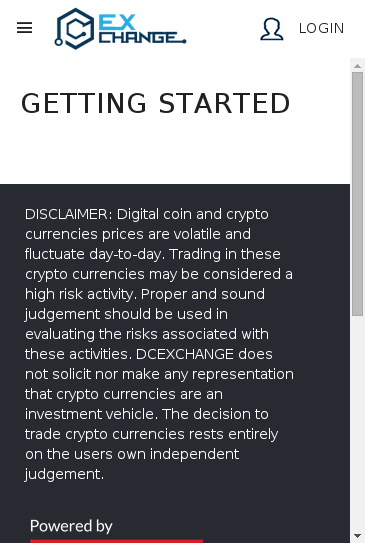 EX
CHANGE
LOGIN
GETTING STARTED
DISCLAIMER: Digital coin and crypto
currencies prices are volatile and
fluctuate day-to-day. Trading in these
crypto currencies may be considered a
high risk activity. Proper and sound
judgement should be used in
evaluating the risks associated with
these activities. DCEXCHANGE does
not solicit nor make any representation
that crypto currencies are an
investment vehicle. The decision to
trade crypto currencies rests entirely
on the users own independent
judgement.
Powered by